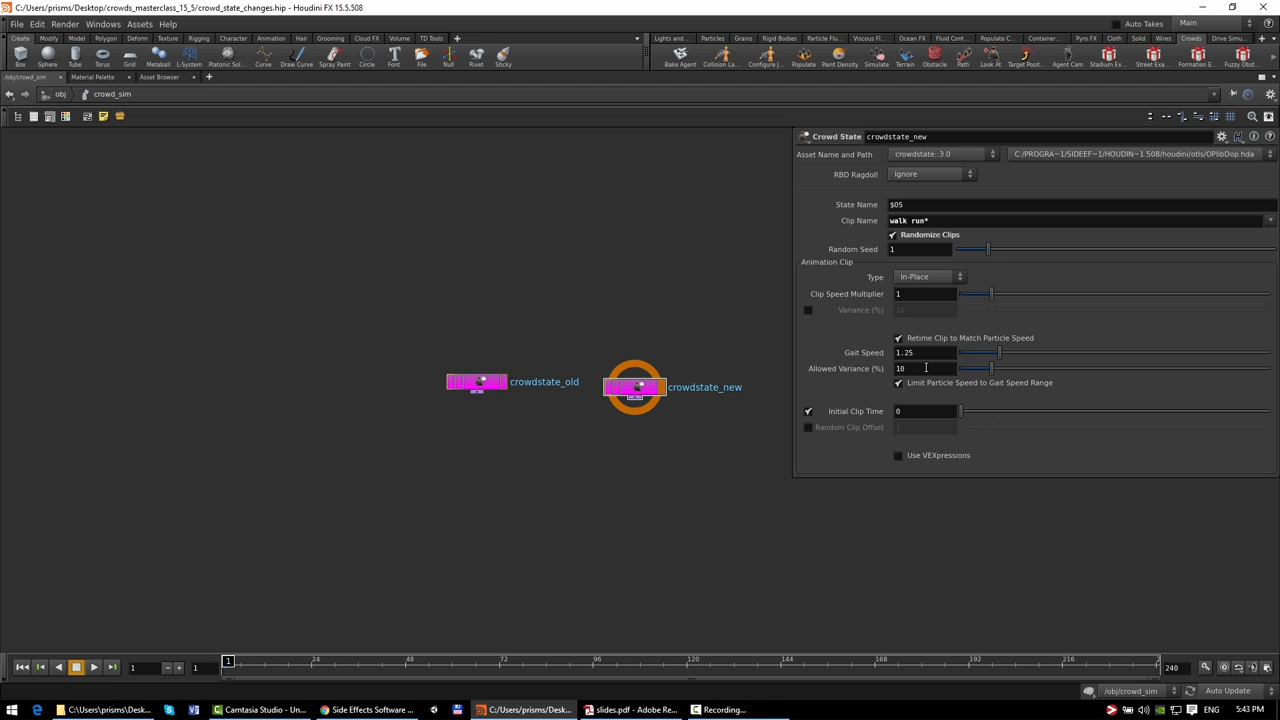 C:/Users/prisms/Desktop/crowds_masterclass_15_5/crowd_state_changes.hip - Houdini FX 15.5.508
File Edit Render Windows Assets Help
Auto Takes Main
Create Modify Model Polygon Deform Texture Rigging Character Animation Hair Grooming Cloud FX Volume TD Tools
Lights and... Particles Grains Rigid Bodies Particle Flu... Viscous Fl... Ocean FX Fluid Cont... Populate C... Container... Pyro FX Cloth Solid Wires Crowds Drive Simu...
Box Sphere Tube Torus Grid Metaball L-System Platonic Sol... Curve Draw Curve Spray Paint Circle Font File Null Rivet Sticky
Bake Agent Collision La... Configure J... Populate Paint Density Simulate Terrain Obstacle Path Look At Target Posit... Agent Cam Stadium Ex... Street Exa... Formation E... Fuzzy Obst...
/obj/crowd_sim Material Palette Asset Browser
obj crowd_sim
Crowd State crowdstate_new
Asset Name and Path crowdstate::3.0 C:/PROGRA~1/SIDEEF~1/HOUDIN~1.508/houdini/otls/OPlibDop.hda
RBD Ragdoll Ignore
State Name $OS
Clip Name walk run*
Randomize Clips
Random Seed 1
Animation Clip
Type In-Place
Clip Speed Multiplier 1
Variance (%) 10
Retime Clip to Match Particle Speed
Gait Speed 1.25
Allowed Variance (%) 10
Limit Particle Speed to Gait Speed Range
Initial Clip Time 0
Random Clip Offset 1
Use VEXpressions
crowdstate_old
crowdstate_new
1 24 48 72 96 120 144 168 192 216 2
1 1 240
/obj/crowd_sim Auto Update
C:\Users\prisms\Desk... Camtasia Studio - Un... Side Effects Software ... C:/Users/prisms/Desk... slides.pdf - Adobe Re... Recording... ENG 5:43 PM